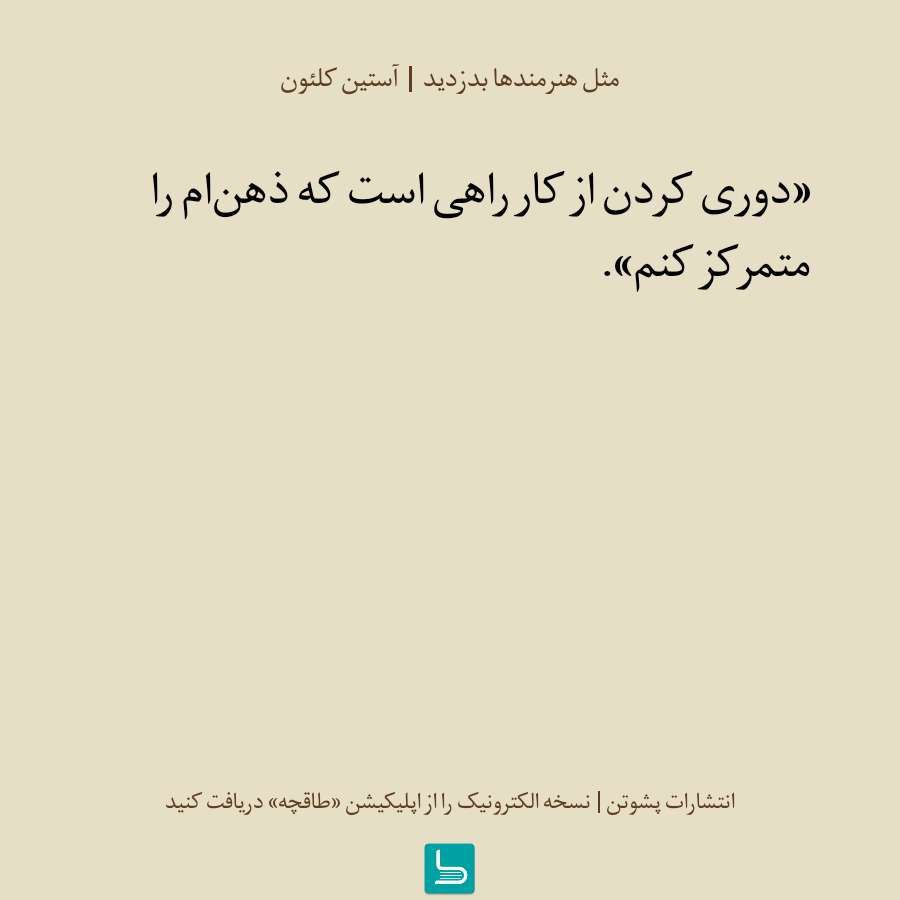 مثل هنرمندها بدزدید | آستین کلئون
«دوری کردن از کار راهی است که ذهن‌ام را
متمرکز کنم».
انتشارات پشوتن | نسخه الکترونیک را از اپلیکیشن «طاقچه» دریافت کنید